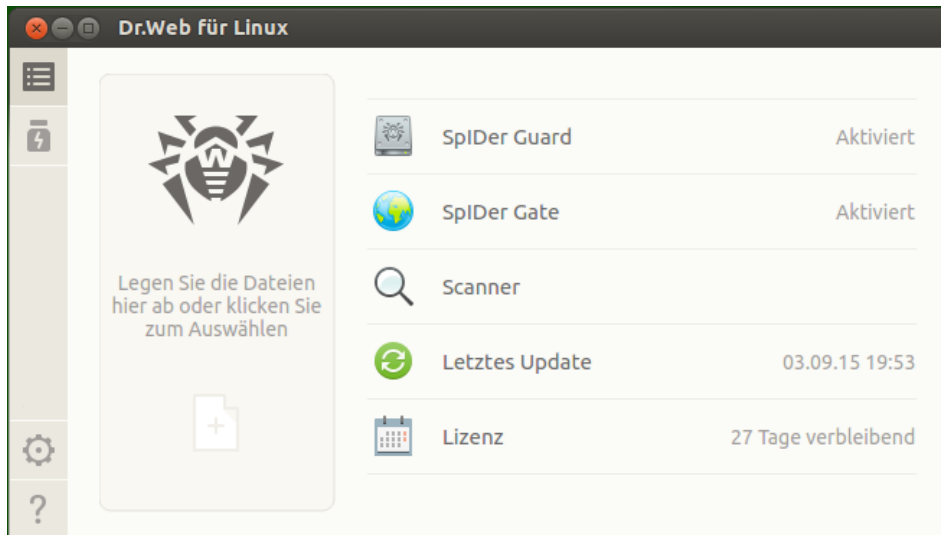 Dr.Web für Linux
Legen Sie die Dateien
hier ab oder klicken Sie
zum Auswählen
SpIDer Guard Aktiviert
SpIDer Gate Aktiviert
Scanner
Letztes Update 03.09.15 19:53
Lizenz 27 Tage verbleibend
?